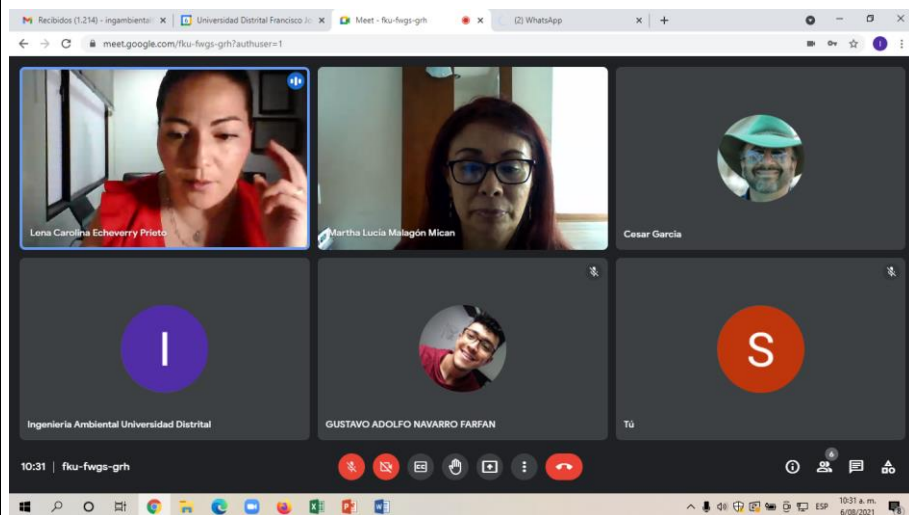 Recibidos (1.214) - ingambiental
Universidad Distrital Francisco Jo
Meet - fku-fwgs-grh
(2) WhatsApp
meet.google.com/fku-fwgs-grh?authuser=1
I
Lena Carolina Echeverry Prieto
Martha Lucía Malagón Mican
Cesar Garcia
I
S
Ingenieria Ambiental Universidad Distrital
GUSTAVO ADOLFO NAVARRO FARFAN
Tú
10:31 | fku-fwgs-grh
6
ESP
10:31 a. m.
6/08/2021